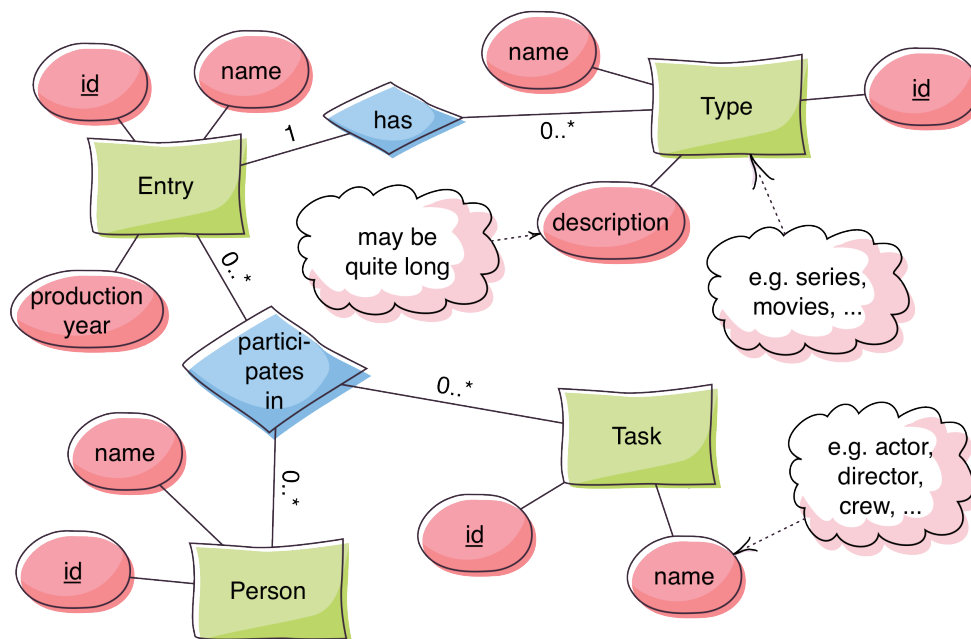 id
name
name
Type
id
has
1
0..*
Entry
description
may be
quite long
0..*
e.g. series,
movies, ...
production
year
partici-
pates
in
0..*
Task
name
e.g. actor,
director,
crew, ...
0..*
id
id
name
Person